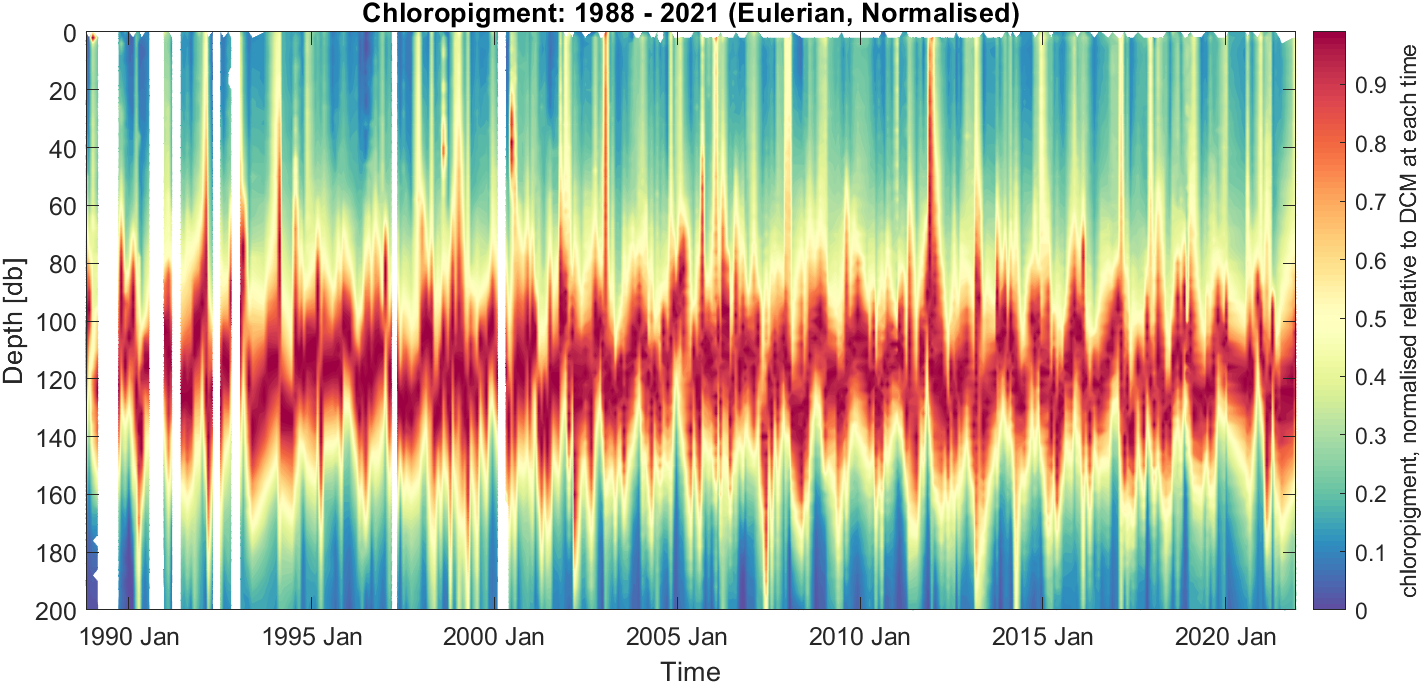 Chloropigment: 1988 - 2021 (Eulerian, Normalised)
0
20
40
60
80
100
120
140
160
180
200
Depth [db]
1990 Jan
1995 Jan
2000 Jan
2005 Jan
2010 Jan
2015 Jan
2020 Jan
Time
0.9
0.8
0.7
0.6
0.5
0.4
0.3
0.2
0.1
0
chloropigment, normalised relative to DCM at each time